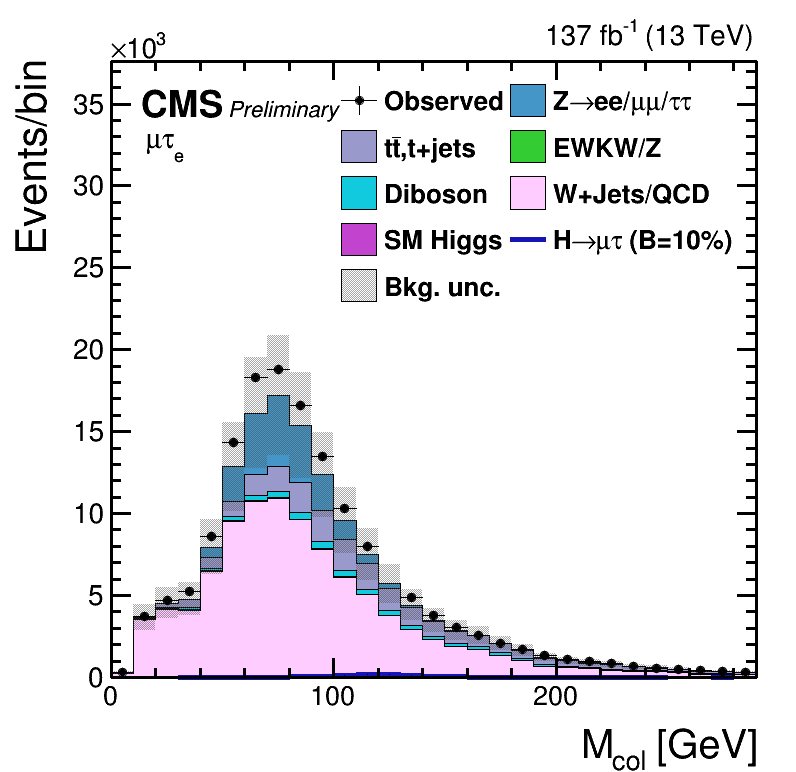 ×10³
137 fb⁻¹ (13 TeV)
Events/bin
CMS Preliminary
μτₑ
Observed
Z→ee/μμ/ττ
tt̄,t+jets
EWKW/Z
Diboson
W+Jets/QCD
SM Higgs
H→μτ (B=10%)
Bkg. unc.
35
30
25
20
15
10
5
0
0 100 200
M_col [GeV]